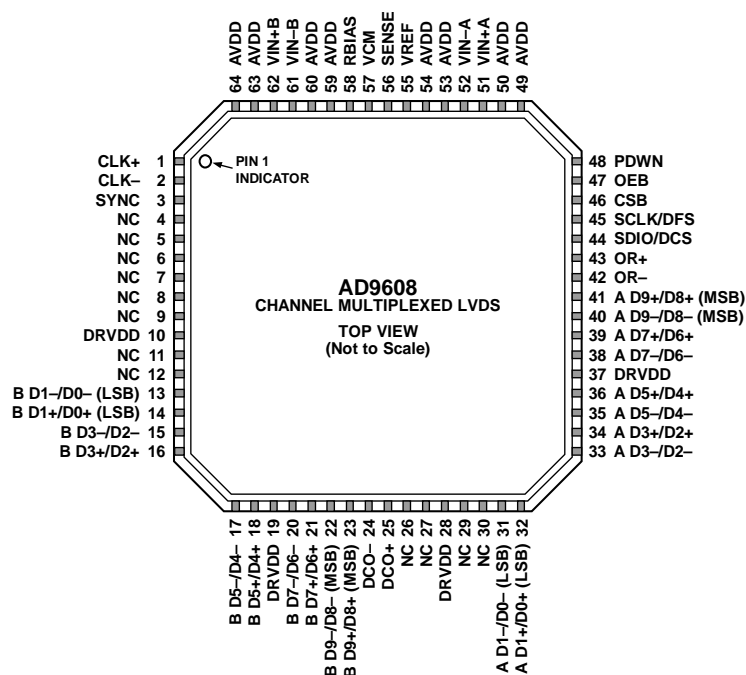 64 AVDD
63 AVDD
62 VIN+B
61 VIN–B
60 AVDD
59 AVDD
58 RBIAS
57 VCM
56 SENSE
55 VREF
54 AVDD
53 AVDD
52 VIN–A
51 VIN+A
50 AVDD
49 AVDD
CLK+ 1
CLK– 2
SYNC 3
NC 4
NC 5
NC 6
NC 7
NC 8
NC 9
DRVDD 10
NC 11
NC 12
B D1–/D0– (LSB) 13
B D1+/D0+ (LSB) 14
B D3–/D2– 15
B D3+/D2+ 16
PIN 1
INDICATOR
AD9608
CHANNEL MULTIPLEXED LVDS
TOP VIEW
(Not to Scale)
48 PDWN
47 OEB
46 CSB
45 SCLK/DFS
44 SDIO/DCS
43 OR+
42 OR–
41 A D9+/D8+ (MSB)
40 A D9–/D8– (MSB)
39 A D7+/D6+
38 A D7–/D6–
37 DRVDD
36 A D5+/D4+
35 A D5–/D4–
34 A D3+/D2+
33 A D3–/D2–
B D5–/D4– 17
B D5+/D4+ 18
DRVDD 19
B D7–/D6– 20
B D7+/D6+ 21
B D9–/D8– (MSB) 22
B D9+/D8+ (MSB) 23
DCO– 24
DCO+ 25
NC 26
NC 27
DRVDD 28
NC 29
NC 30
A D1–/D0– (LSB) 31
A D1+/D0+ (LSB) 32